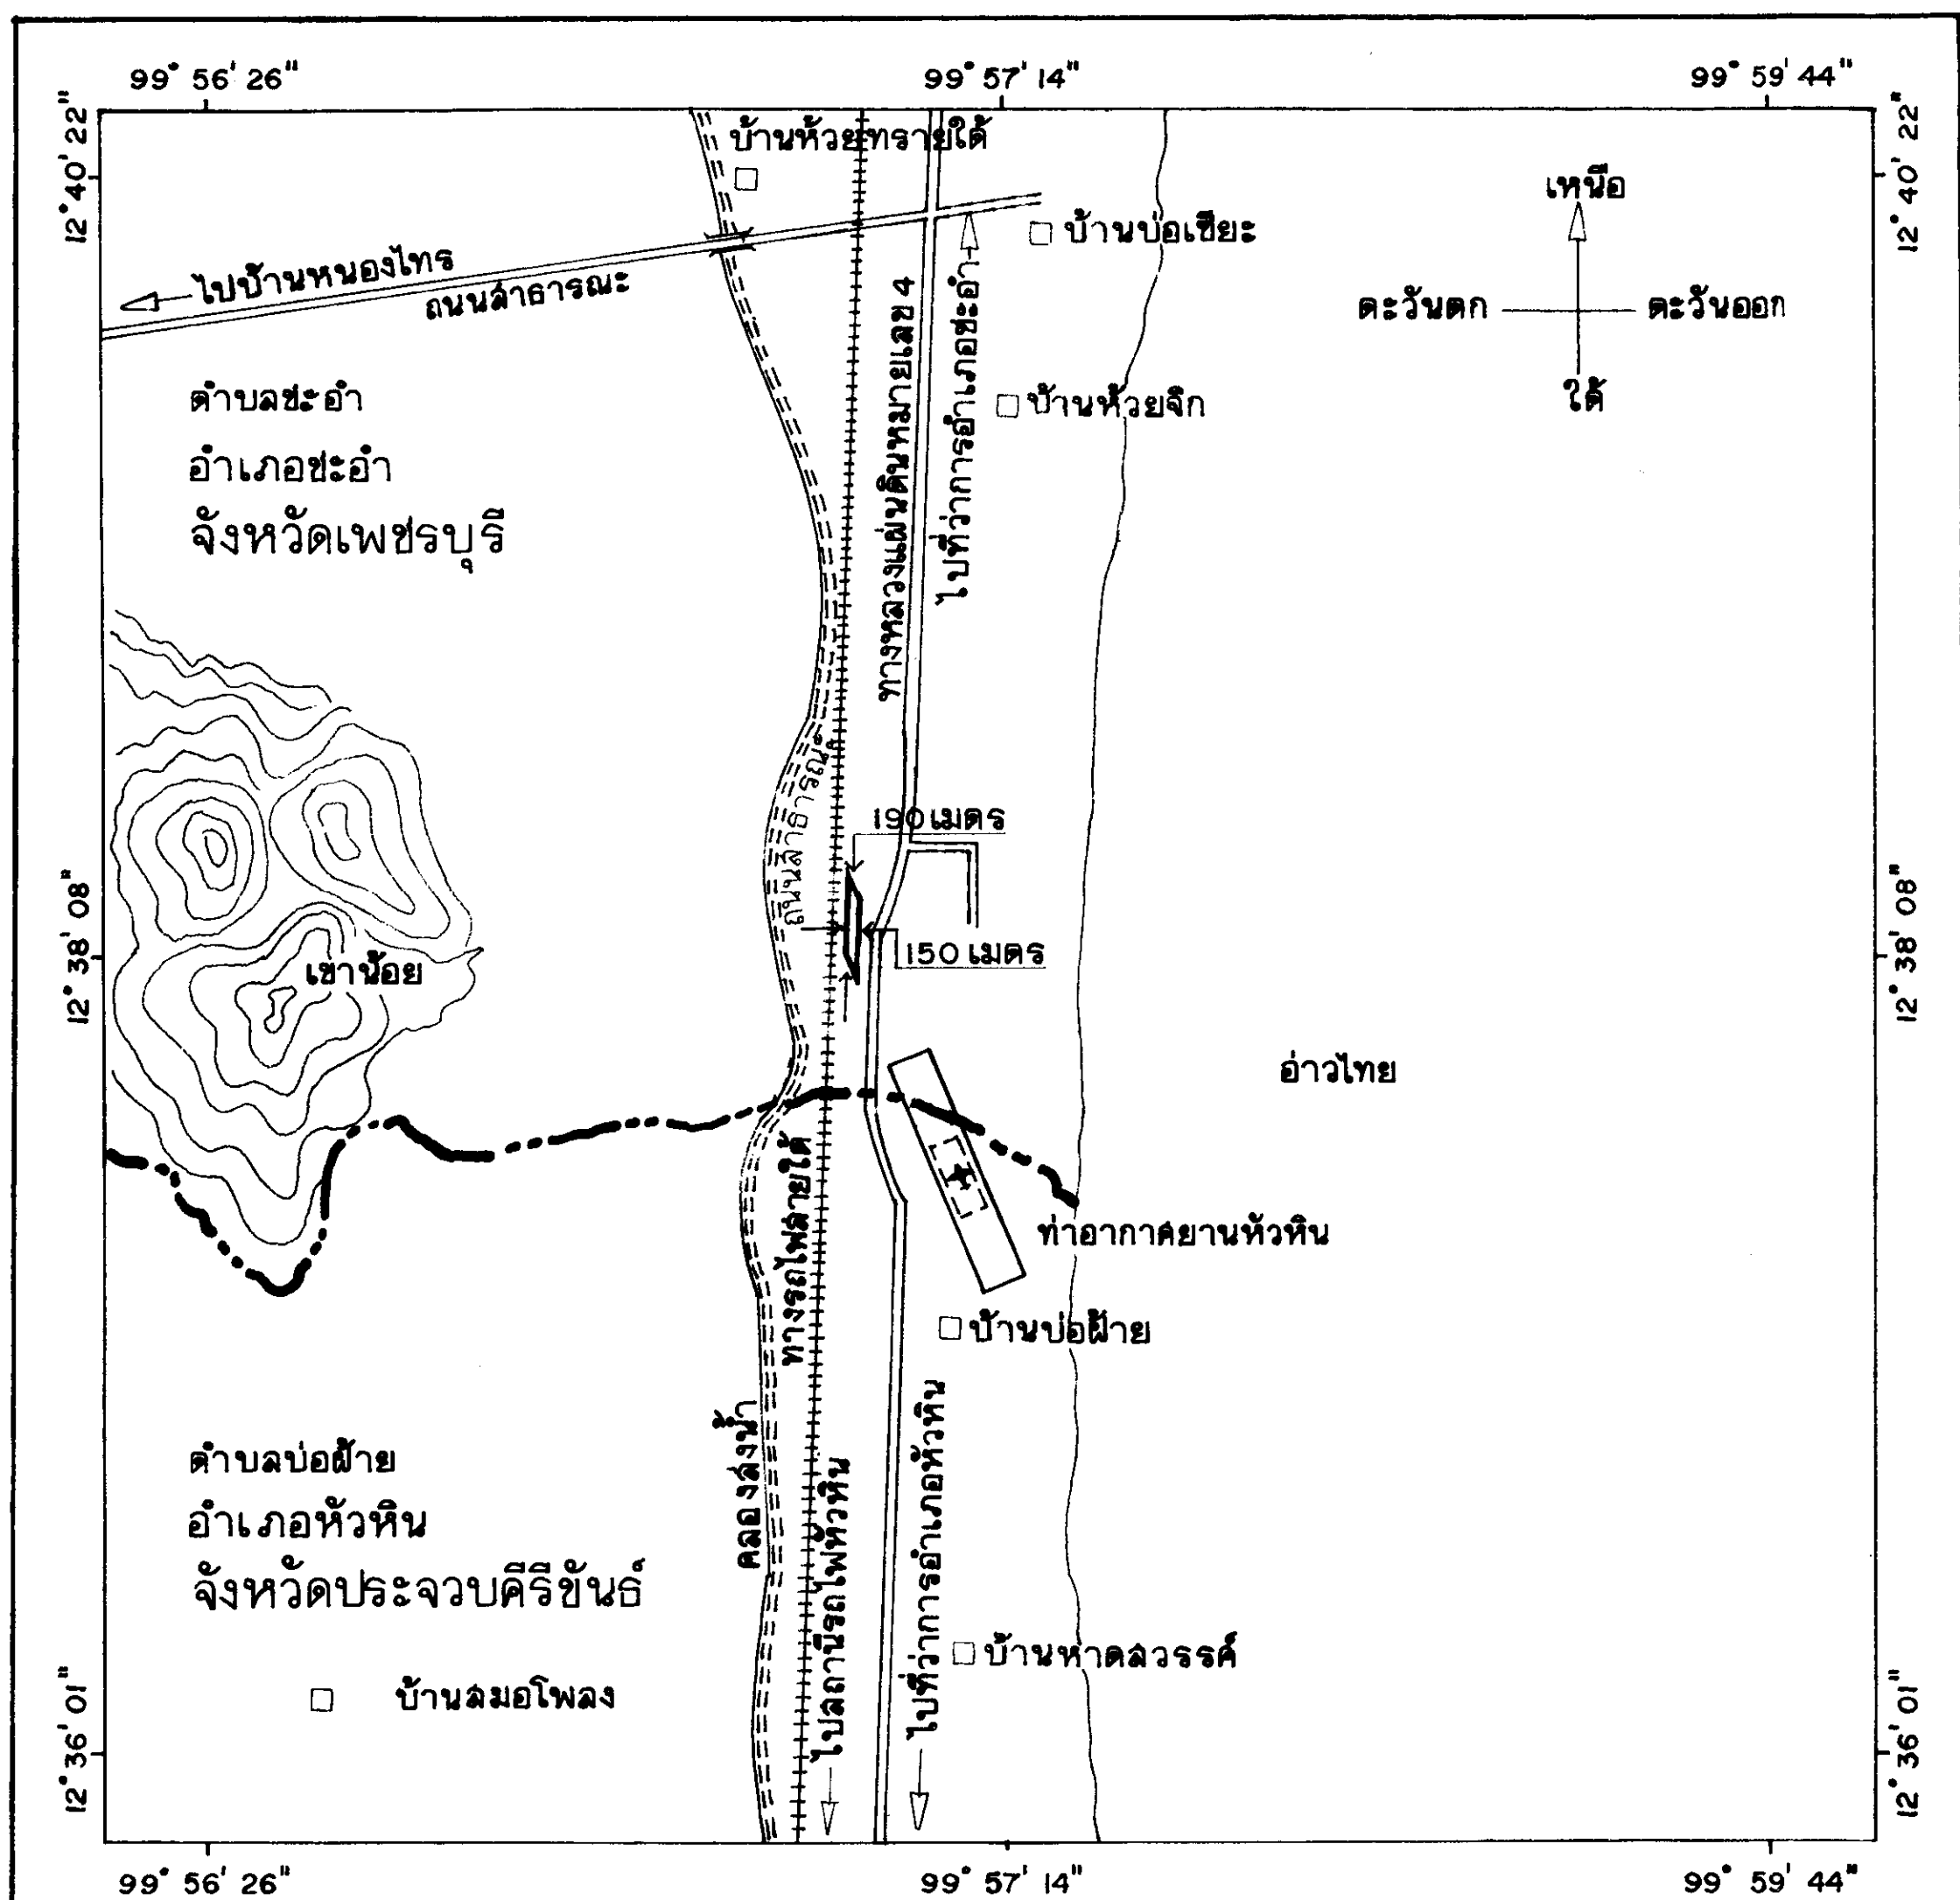 99° 56' 26"
99° 57' 14"
99° 59' 44"
12° 40' 22"
12° 40' 22"
บ้านห้วยทรายใต้
เหนือ
บ้านบ่อเขียะ
ไปบ้านหนองไทร
ถนนสาธารณะ
ทางหลวงแผ่นดินหมายเลข 4
ไปที่ว่าการอำเภอชะอำ
ตะวันตก
ตะวันออก
ใต้
ตำบลชะอำ
อำเภอชะอำ
จังหวัดเพชรบุรี
บ้านห้วยจิก
ถนนสาธารณะ
190 เมตร
150 เมตร
12° 38' 08"
12° 38' 08"
เขาน้อย
อ่าวไทย
ทางรถไฟสายใต้
ท่าอากาศยานหัวหิน
บ้านบ่อฝ้าย
คลองส่งน้ำ
ไปสถานีรถไฟหัวหิน
ไปที่ว่าการอำเภอหัวหิน
ตำบลบ่อฝ้าย
อำเภอหัวหิน
จังหวัดประจวบคีรีขันธ์
บ้านหาดสวรรค์
บ้านสมอโพลง
12° 36' 01"
12° 36' 01"
99° 56' 26"
99° 57' 14"
99° 59' 44"